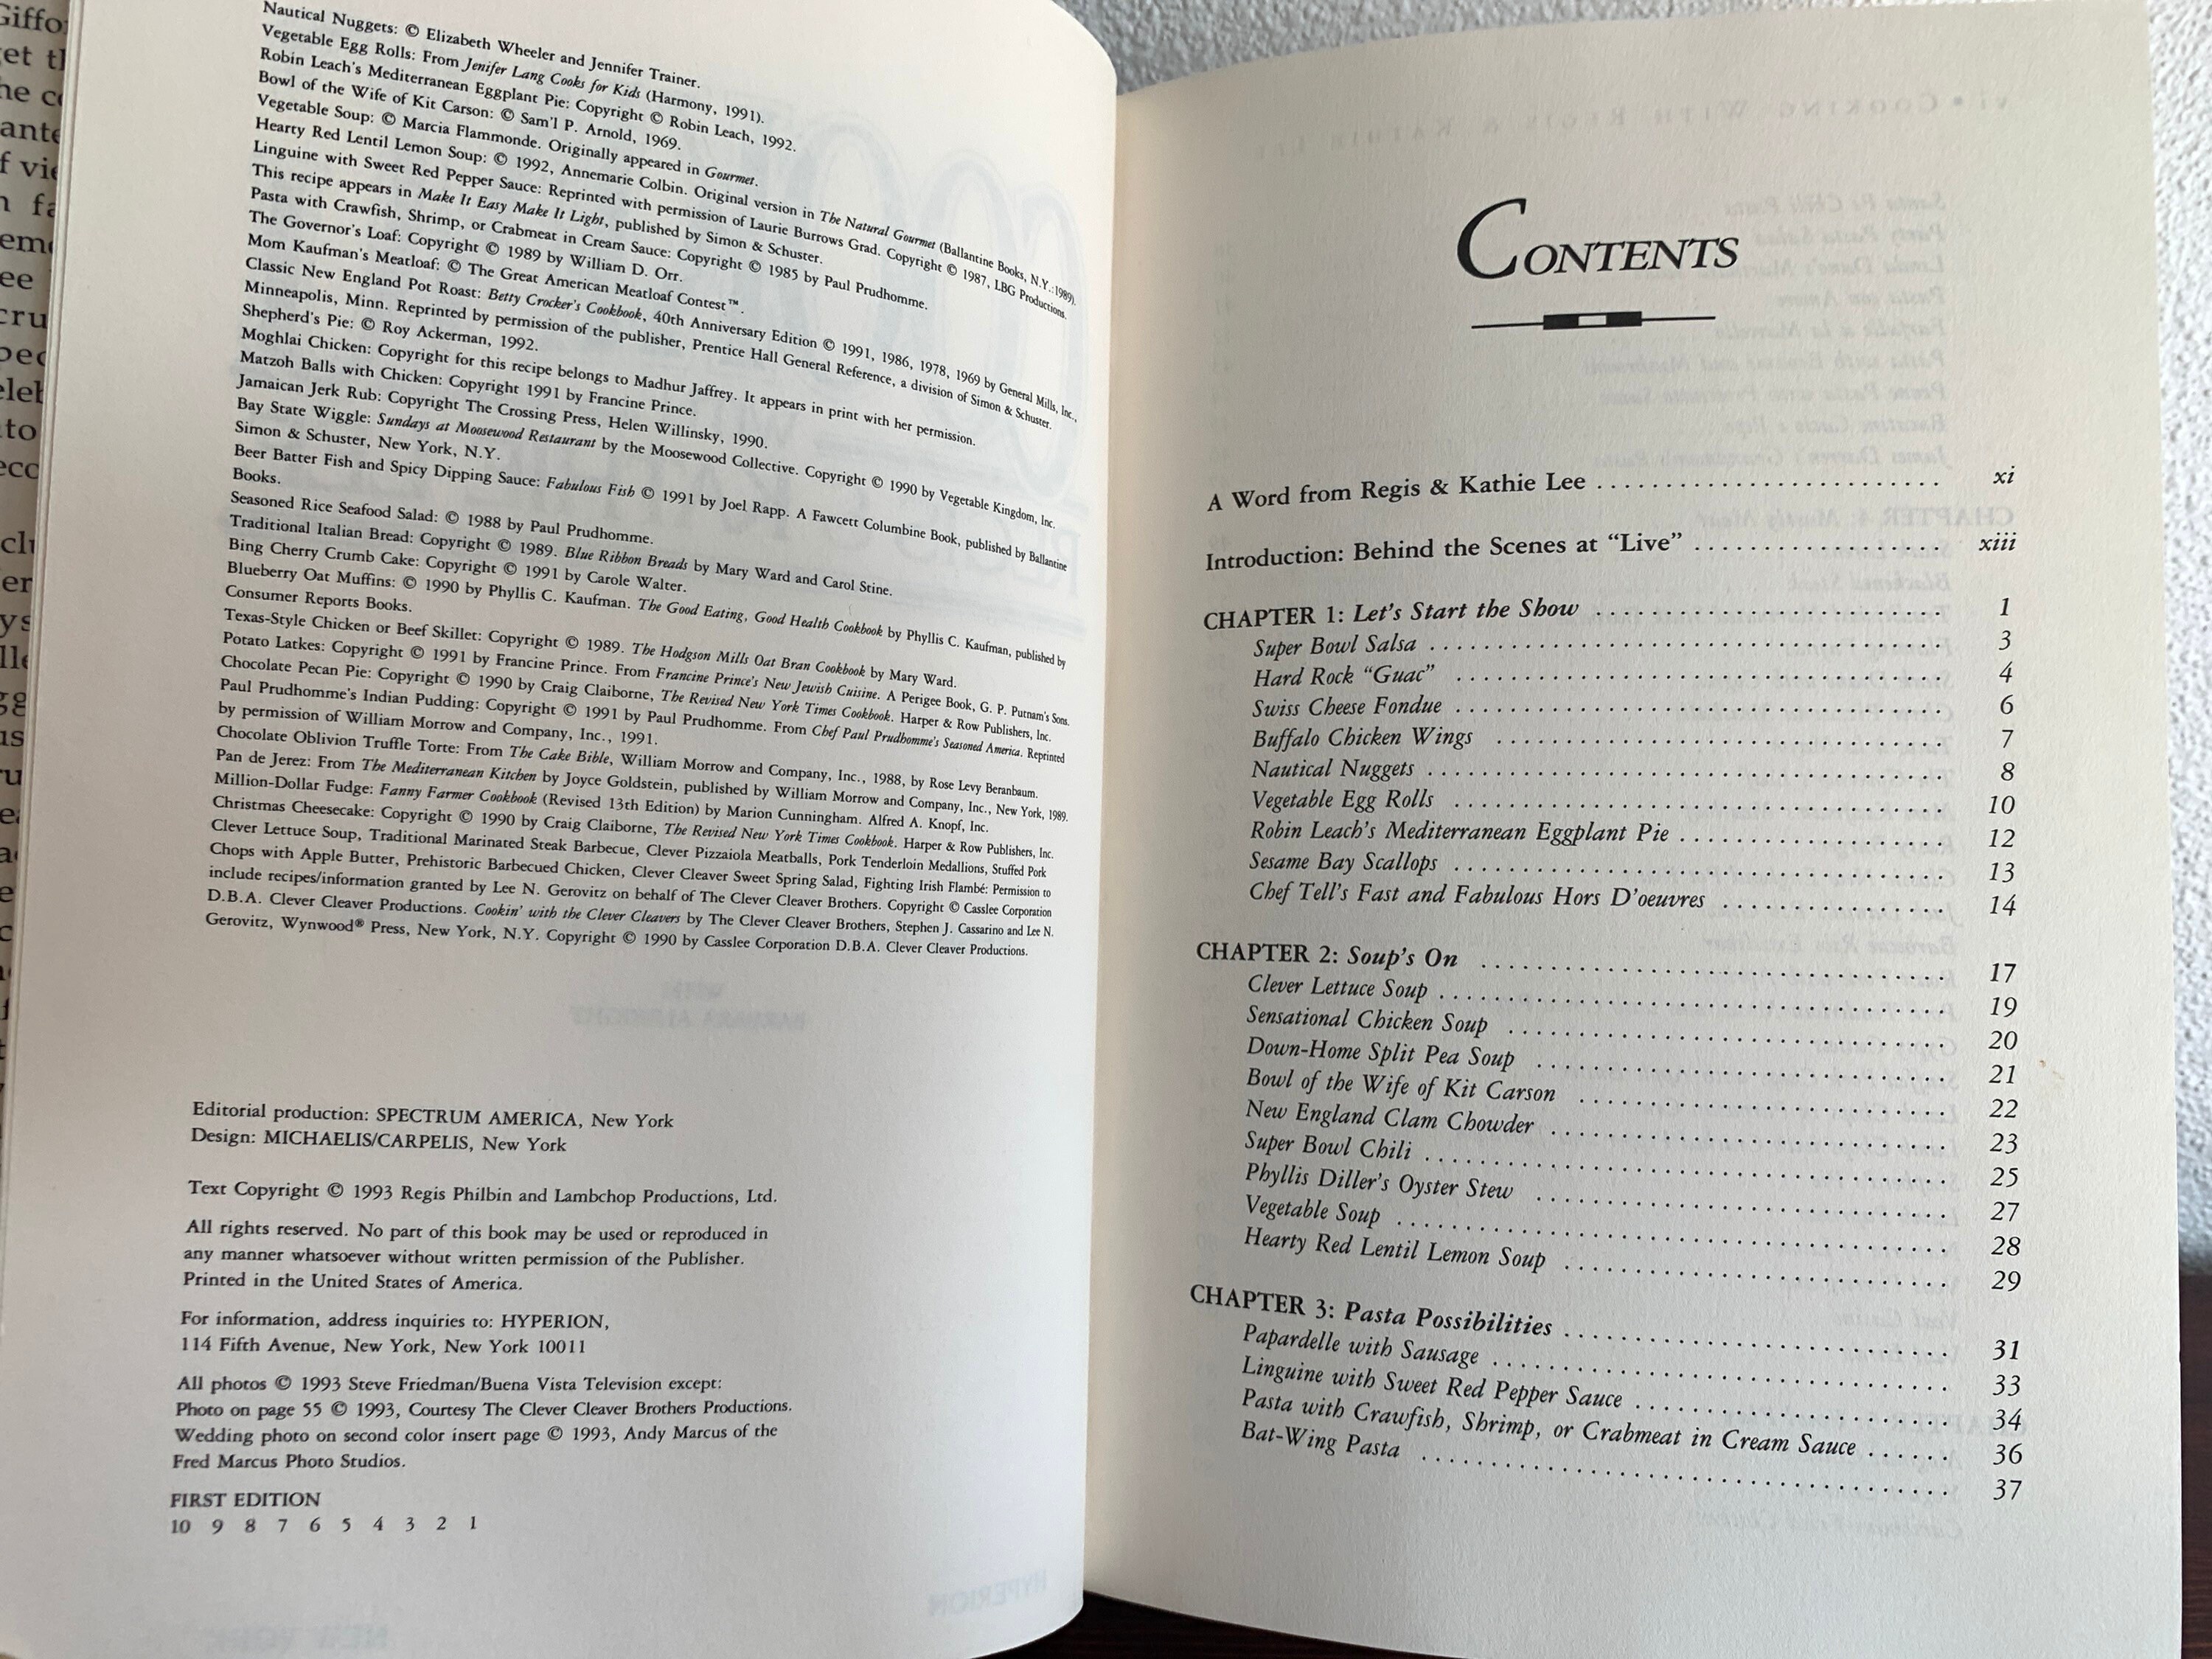 Nautical Nuggets: © Elizabeth Wheeler and Jennifer Trainer.
Vegetable Egg Rolls: From Jenifer Lang Cooks for Kids (Harmony, 1991).
Robin Leach's Mediterranean Eggplant Pie: Copyright © Robin Leach, 1992.
Bowl of the Wife of Kit Carson: © Sam'l P. Arnold, 1969.
Vegetable Soup: © Marcia Flammonde. Originally appeared in Gourmet.
Hearty Red Lentil Lemon Soup: © 1992, Annemarie Colbin. Original version in The Natural Gourmet (Ballantine Books, N.Y.:1989).
Linguine with Sweet Red Pepper Sauce: Reprinted with permission of Laurie Burrows Grad. Copyright © 1987, LBG Productions.
This recipe appears in Make It Easy Make It Light, published by Simon & Schuster.
Pasta with Crawfish, Shrimp, or Crabmeat in Cream Sauce: Copyright © 1985 by Paul Prudhomme.
The Governor's Loaf: Copyright © 1989 by William D. Orr.
Mom Kaufman's Meatloaf: © The Great American Meatloaf Contest™.
Classic New England Pot Roast: Betty Crocker's Cookbook, 40th Anniversary Edition © 1991, 1986, 1978, 1969 by General Mills, Inc.,
Minneapolis, Minn. Reprinted by permission of the publisher, Prentice Hall General Reference, a division of Simon & Schuster.
Shepherd's Pie: © Roy Ackerman, 1992.
Moghlai Chicken: Copyright for this recipe belongs to Madhur Jaffrey. It appears in print with her permission.
Matzoh Balls with Chicken: Copyright 1991 by Francine Prince.
Jamaican Jerk Rub: Copyright The Crossing Press, Helen Willinsky, 1990.
Bay State Wiggle: Sundays at Moosewood Restaurant by the Moosewood Collective. Copyright © 1990 by Vegetable Kingdom, Inc.
Simon & Schuster, New York, N.Y.
Beer Batter Fish and Spicy Dipping Sauce: Fabulous Fish © 1991 by Joel Rapp. A Fawcett Columbine Book, published by Ballantine
Books.
Seasoned Rice Seafood Salad: © 1988 by Paul Prudhomme.
Traditional Italian Bread: Copyright © 1989. Blue Ribbon Breads by Mary Ward and Carol Stine.
Bing Cherry Crumb Cake: Copyright © 1991 by Carole Walter.
Blueberry Oat Muffins: © 1990 by Phyllis C. Kaufman. The Good Eating, Good Health Cookbook by Phyllis C. Kaufman, published by
Consumer Reports Books.
Texas-Style Chicken or Beef Skillet: Copyright © 1989. The Hodgson Mills Oat Bran Cookbook by Mary Ward.
Potato Latkes: Copyright © 1991 by Francine Prince. From Francine Prince's New Jewish Cuisine. A Perigee Book, G. P. Putnam's Sons.
Chocolate Pecan Pie: Copyright © 1990 by Craig Claiborne, The Revised New York Times Cookbook. Harper & Row Publishers, Inc.
Paul Prudhomme's Indian Pudding: Copyright © 1991 by Paul Prudhomme. From Chef Paul Prudhomme's Seasoned America. Reprinted
by permission of William Morrow and Company, Inc., 1991.
Chocolate Oblivion Truffle Torte: From The Cake Bible, William Morrow and Company, Inc., 1988, by Rose Levy Beranbaum.
Pan de Jerez: From The Mediterranean Kitchen by Joyce Goldstein, published by William Morrow and Company, Inc., New York, 1989.
Million-Dollar Fudge: Fanny Farmer Cookbook (Revised 13th Edition) by Marion Cunningham. Alfred A. Knopf, Inc.
Christmas Cheesecake: Copyright © 1990 by Craig Claiborne, The Revised New York Times Cookbook. Harper & Row Publishers, Inc.
Clever Lettuce Soup, Traditional Marinated Steak Barbecue, Clever Pizzaiola Meatballs, Pork Tenderloin Medallions, Stuffed Pork
Chops with Apple Butter, Prehistoric Barbecued Chicken, Clever Cleaver Sweet Spring Salad, Fighting Irish Flambé: Permission to
include recipes/information granted by Lee N. Gerovitz on behalf of The Clever Cleaver Brothers. Copyright © Casslee Corporation
D.B.A. Clever Cleaver Productions. Cookin' with the Clever Cleavers by The Clever Cleaver Brothers, Stephen J. Cassarino and Lee N.
Gerovitz, Wynwood® Press, New York, N.Y. Copyright © 1990 by Casslee Corporation D.B.A. Clever Cleaver Productions.
Editorial production: SPECTRUM AMERICA, New York
Design: MICHAELIS/CARPELIS, New York
Text Copyright © 1993 Regis Philbin and Lambchop Productions, Ltd.
All rights reserved. No part of this book may be used or reproduced in
any manner whatsoever without written permission of the Publisher.
Printed in the United States of America.
For information, address inquiries to: HYPERION,
114 Fifth Avenue, New York, New York 10011
All photos © 1993 Steve Friedman/Buena Vista Television except:
Photo on page 55 © 1993, Courtesy The Clever Cleaver Brothers Productions.
Wedding photo on second color insert page © 1993, Andy Marcus of the
Fred Marcus Photo Studios.
FIRST EDITION
10 9 8 7 6 5 4 3 2 1
CONTENTS
A Word from Regis & Kathie Lee . . . . . xi
Introduction: Behind the Scenes at “Live” . . . . . xiii
CHAPTER 1: Let's Start the Show . . . . . 1
Super Bowl Salsa . . . . . 3
Hard Rock “Guac” . . . . . 4
Swiss Cheese Fondue . . . . . 6
Buffalo Chicken Wings . . . . . 7
Nautical Nuggets . . . . . 8
Vegetable Egg Rolls . . . . . 10
Robin Leach's Mediterranean Eggplant Pie . . . . . 12
Sesame Bay Scallops . . . . . 13
Chef Tell's Fast and Fabulous Hors D'oeuvres . . . . . 14
CHAPTER 2: Soup's On . . . . . 17
Clever Lettuce Soup . . . . . 19
Sensational Chicken Soup . . . . . 20
Down-Home Split Pea Soup . . . . . 21
Bowl of the Wife of Kit Carson . . . . . 22
New England Clam Chowder . . . . . 23
Super Bowl Chili . . . . . 25
Phyllis Diller's Oyster Stew . . . . . 27
Vegetable Soup . . . . . 28
Hearty Red Lentil Lemon Soup . . . . . 29
CHAPTER 3: Pasta Possibilities . . . . . 31
Papardelle with Sausage . . . . . 33
Linguine with Sweet Red Pepper Sauce . . . . . 34
Pasta with Crawfish, Shrimp, or Crabmeat in Cream Sauce . . . . . 36
Bat-Wing Pasta . . . . . 37